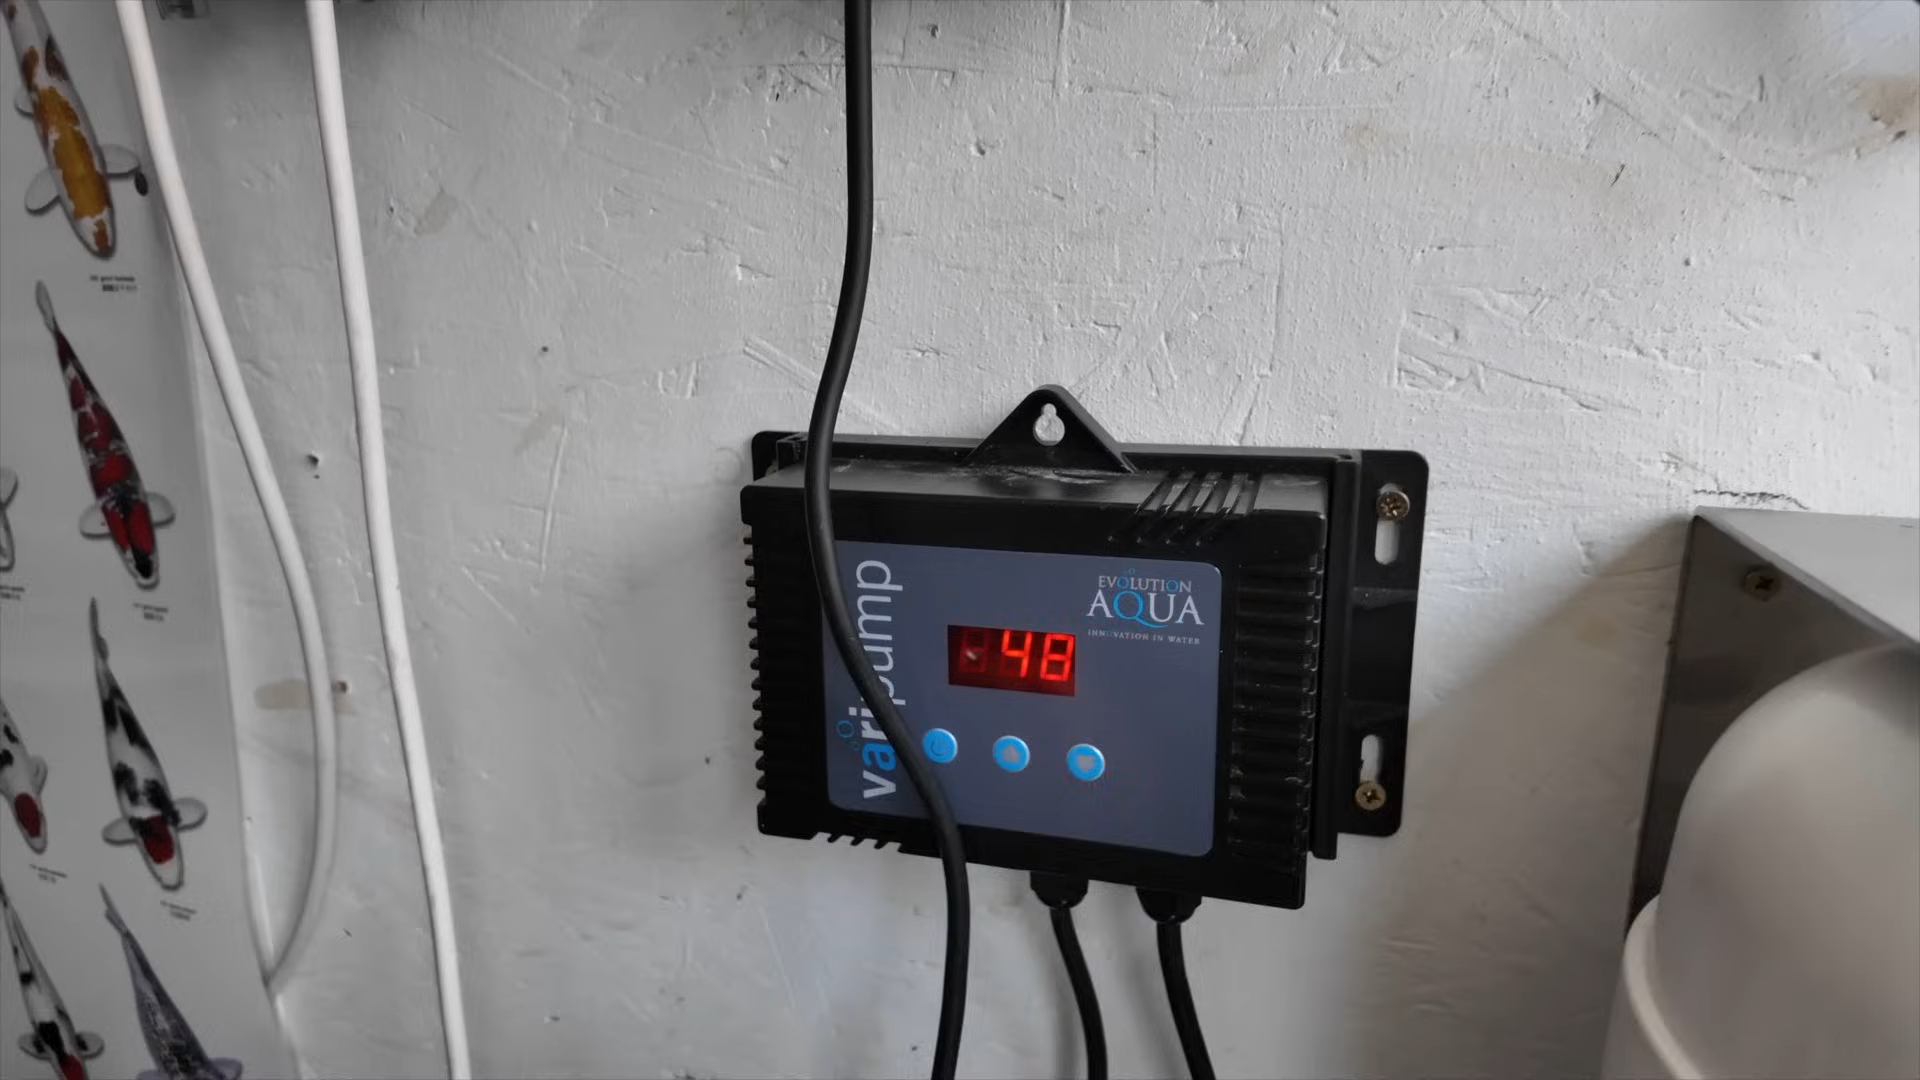 varipump
EVOLUTION
AQUA
INNOVATION IN WATER
48